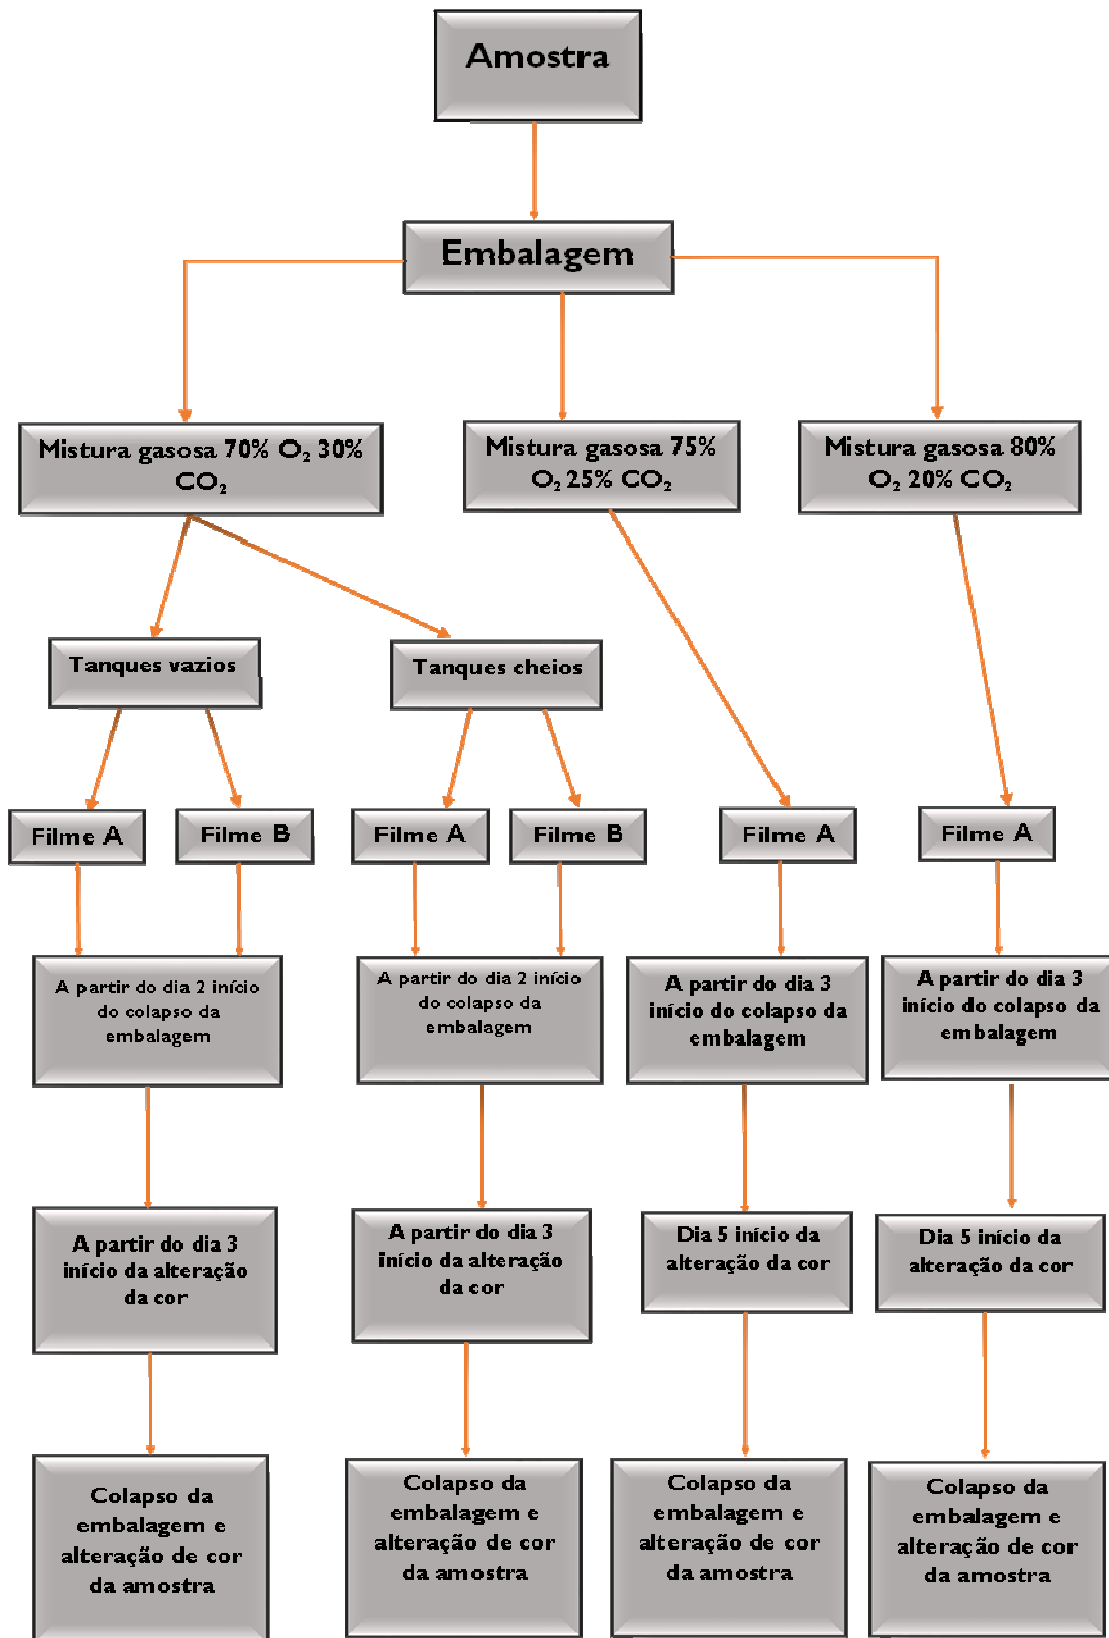 Amostra
Embalagem
Mistura gasosa 70% O₂ 30%
CO₂
Mistura gasosa 75%
O₂ 25% CO₂
Mistura gasosa 80%
O₂ 20% CO₂
Tanques vazios
Tanques cheios
Filme A
Filme B
Filme A
Filme B
Filme A
Filme A
A partir do dia 2 início
do colapso da
embalagem
A partir do dia 2 início
do colapso da
embalagem
A partir do dia 3
início do colapso da
embalagem
A partir do dia 3
início do colapso da
embalagem
A partir do dia 3
início da alteração
da cor
A partir do dia 3
início da alteração
da cor
Dia 5 início da
alteração da cor
Dia 5 início da
alteração da cor
Colapso da
embalagem e
alteração de cor
da amostra
Colapso da
embalagem e
alteração de cor
da amostra
Colapso da
embalagem e
alteração de cor
da amostra
Colapso da
embalagem e
alteração de cor
da amostra